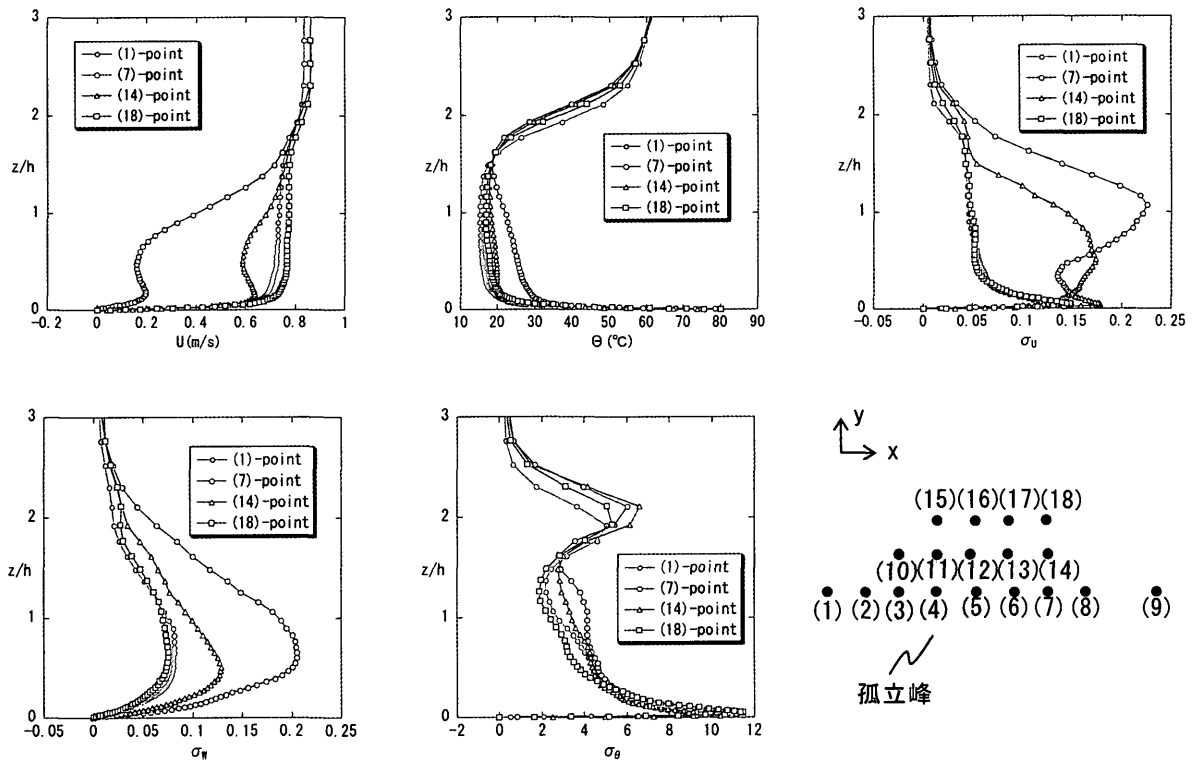 3
(1)-point
(7)-point
(14)-point
(18)-point
2
z/h
1
0
-0.2 0 0.2 0.4 0.6 0.8 1
U(m/s)
3
2
(1)-point
(7)-point
(14)-point
(18)-point
z/h
1
0
10 20 30 40 50 60 70 80 90
Θ(℃)
3
(1)-point
(7)-point
(14)-point
(18)-point
2
z/h
1
0
-0.05 0 0.05 0.1 0.15 0.2 0.25
σU
3
(1)-point
(7)-point
(14)-point
(18)-point
2
z/h
1
0
-0.05 0 0.05 0.10 0.15 0.20 0.25
σW
3
2
z/h
(1)-point
(7)-point
(14)-point
(18)-point
1
0
-2 0 2 4 6 8 10 12
σθ
y
x
(15)(16)(17)(18)
(10)(11)(12)(13)(14)
(1) (2) (3) (4) (5) (6) (7) (8) (9)
孤立峰